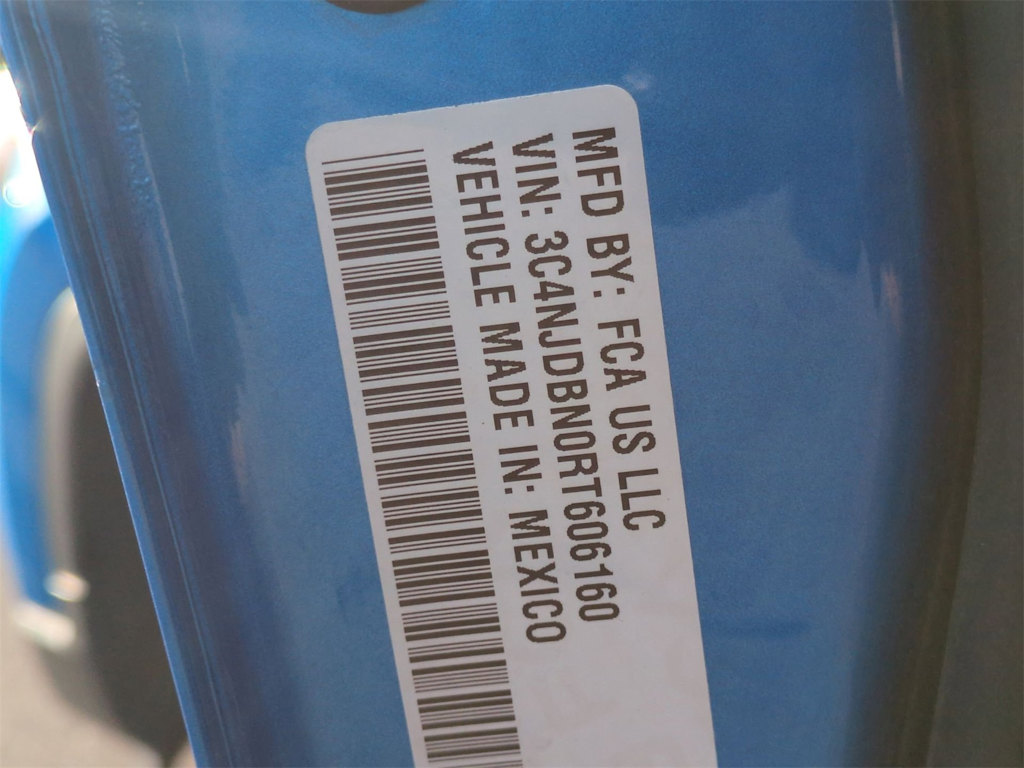 MFD BY: FCA US LLC
VIN: 3C4NJDBN0RT606160
VEHICLE MADE IN: MEXICO